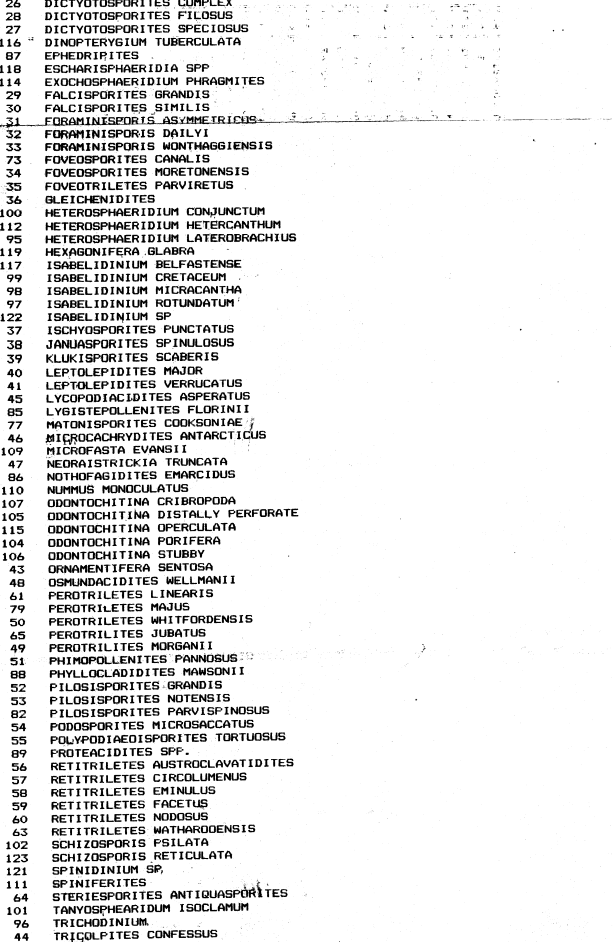 26 DICTYOTOSPORITES COMPLEX
28 DICTYOTOSPORITES FILOSUS
27 DICTYOTOSPORITES SPECIOSUS
116 DINOPTERYGIUM TUBERCULATA
87 EPHEDRIPITES
118 ESCHARISPHAERIDIA SPP
114 EXOCHOSPHAERIDIUM PHRAGMITES
29 FALCISPORITES GRANDIS
30 FALCISPORITES SIMILIS
31 FORAMINISPORIS ASYMMETRICUS
32 FORAMINISPORIS DAILYI
33 FORAMINISPORIS WONTHAGGIENSIS
73 FOVEOSPORITES CANALIS
34 FOVEOSPORITES MORETONENSIS
35 FOVEOTRILETES PARVIRETUS
36 GLEICHENIDITES
100 HETEROSPHAERIDIUM CONJUNCTUM
112 HETEROSPHAERIDIUM HETERCANTHUM
95 HETEROSPHAERIDIUM LATEROBRACHIUS
119 HEXAGONIFERA GLABRA
117 ISABELIDINIUM BELFASTENSE
99 ISABELIDINIUM CRETACEUM
98 ISABELIDINIUM MICRACANTHA
97 ISABELIDINIUM ROTUNDATUM
122 ISABELIDINIUM SP
37 ISCHYOSPORITES PUNCTATUS
38 JANUASPORITES SPINULOSUS
39 KLUKISPORITES SCABERIS
40 LEPTOLEPIDITES MAJOR
41 LEPTOLEPIDITES VERRUCATUS
45 LYCOPODIACIDITES ASPERATUS
85 LYGISTEPOLLENITES FLORINII
77 MATONISPORITES COOKSONIAE
46 MICROCACHRYDITES ANTARCTICUS
109 MICROFASTA EVANSII
47 NEORAISTRICKIA TRUNCATA
86 NOTHOFAGIDITES EMARCIDUS
110 NUMMUS MONOCULATUS
107 ODONTOCHITINA CRIBROPODA
105 ODONTOCHITINA DISTALLY PERFORATE
115 ODONTOCHITINA OPERCULATA
104 ODONTOCHITINA PORIFERA
106 ODONTOCHITINA STUBBY
43 ORNAMENTIFERA SENTOSA
48 OSMUNDACIDITES WELLMANII
61 PEROTRILETES LINEARIS
79 PEROTRILETES MAJUS
50 PEROTRILETES WHITFORDENSIS
65 PEROTRILITES JUBATUS
49 PEROTRILITES MORGANII
51 PHIMOPOLLENITES PANNOSUS
88 PHYLLOCLADIDITES MAWSONII
52 PILOSISPORITES GRANDIS
53 PILOSISPORITES NOTENSIS
82 PILOSISPORITES PARVISPINOSUS
54 PODOSPORITES MICROSACCATUS
55 POLYPODIAEOISPORITES TORTUOSUS
89 PROTEACIDITES SPP.
56 RETITRILETES AUSTROCLAVATIDITES
57 RETITRILETES CIRCOLUMENUS
58 RETITRILETES EMINULUS
59 RETITRILETES FACETUS
60 RETITRILETES NODOSUS
63 RETITRILETES WATHAROOENSIS
102 SCHIZOSPORIS PSILATA
123 SCHIZOSPORIS RETICULATA
121 SPINIDINIUM SP.
111 SPINIFERITES
64 STERIESPORITES ANTIQUASPORITES
101 TANYOSPHEARIDUM ISOCLAMUM
96 TRICHODINIUM
44 TRICOLPITES CONFESSUS